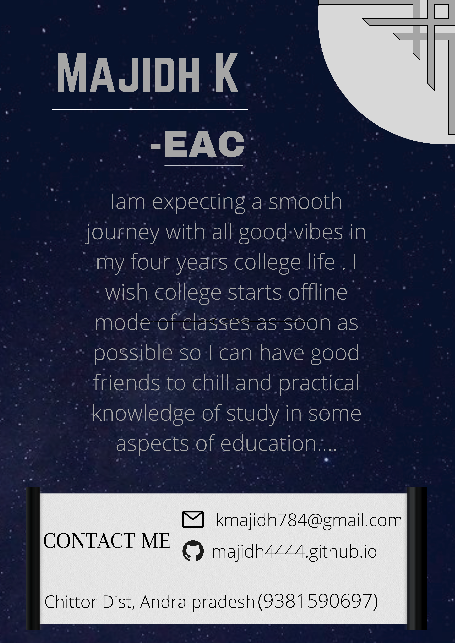 MAJIDH K
-EAC
Iam expecting a smooth
journey with all good vibes in
my four years college life . I
wish college starts offline
mode of classes as soon as
possible so I can have good
friends to chill and practical
knowledge of study in some
aspects of education....
kmajidh784@gmail.com
CONTACT ME
majidh4444.github.io
Chittor Dist, Andra pradesh(9381590697)